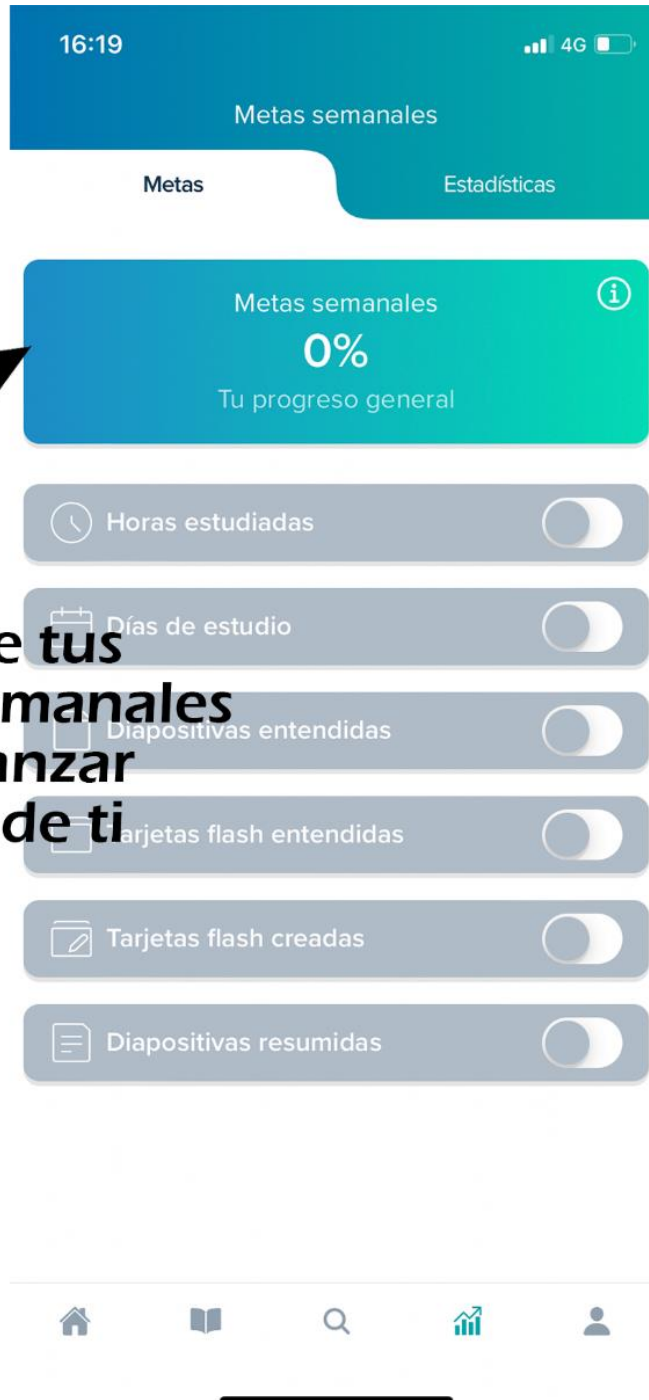 16:19
4G
Metas semanales
Metas
Estadísticas
Metas semanales
0%
Tu progreso general
Horas estudiadas
Días de estudio
Diapositivas entendidas
Tarjetas flash entendidas
Tarjetas flash creadas
Diapositivas resumidas
e tus
manales
anzar
de ti